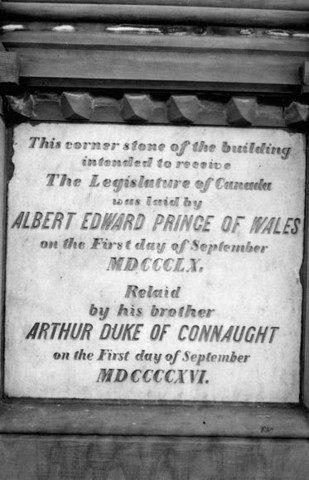 This corner stone of the building
intended to receive
The Legislature of Canada
was laid by
ALBERT EDWARD PRINCE OF WALES
on the First day of September
MDCCCLX.
Relaid
by his brother
ARTHUR DUKE OF CONNAUGHT
on the First day of September
MDCCCCXVI.